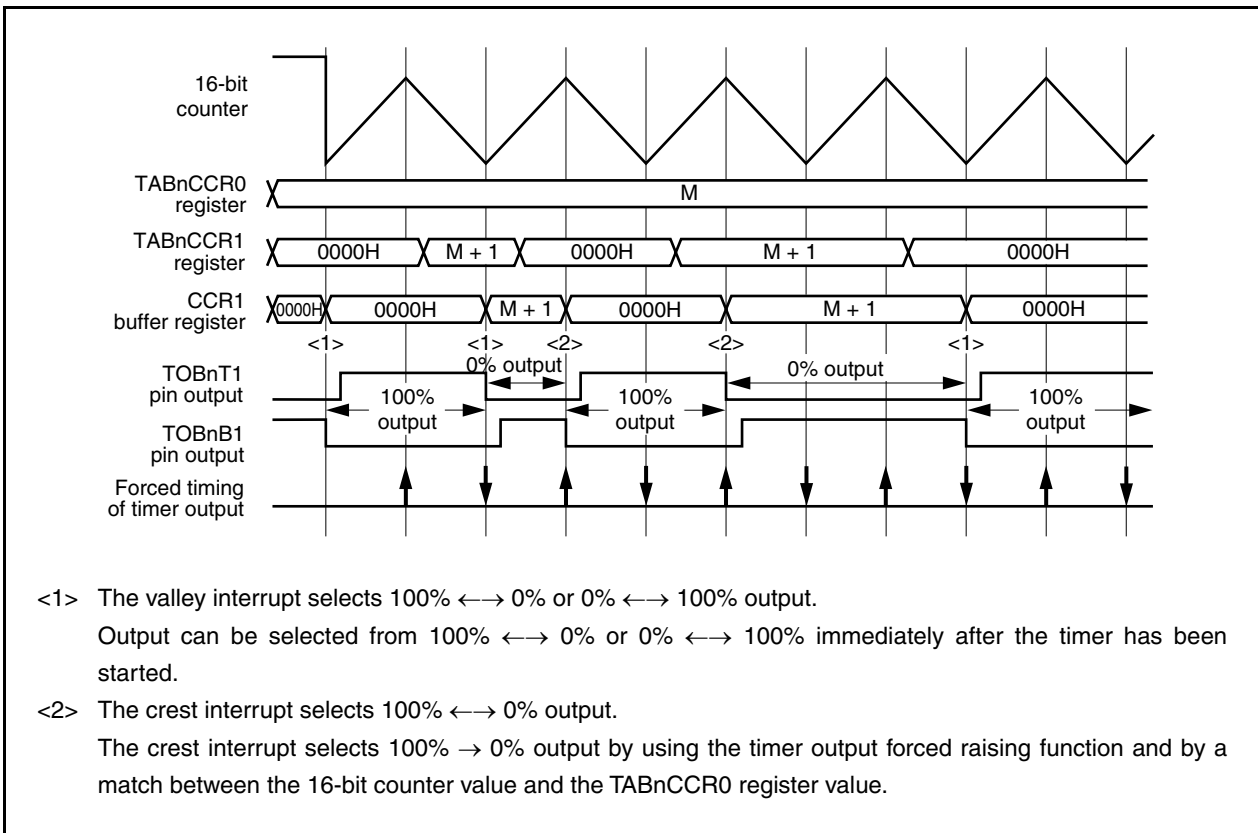 16-bit
counter
TABnCCR0
register
M
TABnCCR1
register
0000H
M + 1
0000H
M + 1
0000H
CCR1
buffer register
0000H
0000H
M + 1
0000H
M + 1
0000H
<1>
<1>
<2>
<2>
<1>
TOBnT1
pin output
0% output
0% output
100%
output
100%
output
100%
output
TOBnB1
pin output
Forced timing
of timer output
<1> The valley interrupt selects 100% ←→ 0% or 0% ←→ 100% output.
Output can be selected from 100% ←→ 0% or 0% ←→ 100% immediately after the timer has been
started.
<2> The crest interrupt selects 100% ←→ 0% output.
The crest interrupt selects 100% → 0% output by using the timer output forced raising function and by a
match between the 16-bit counter value and the TABnCCR0 register value.